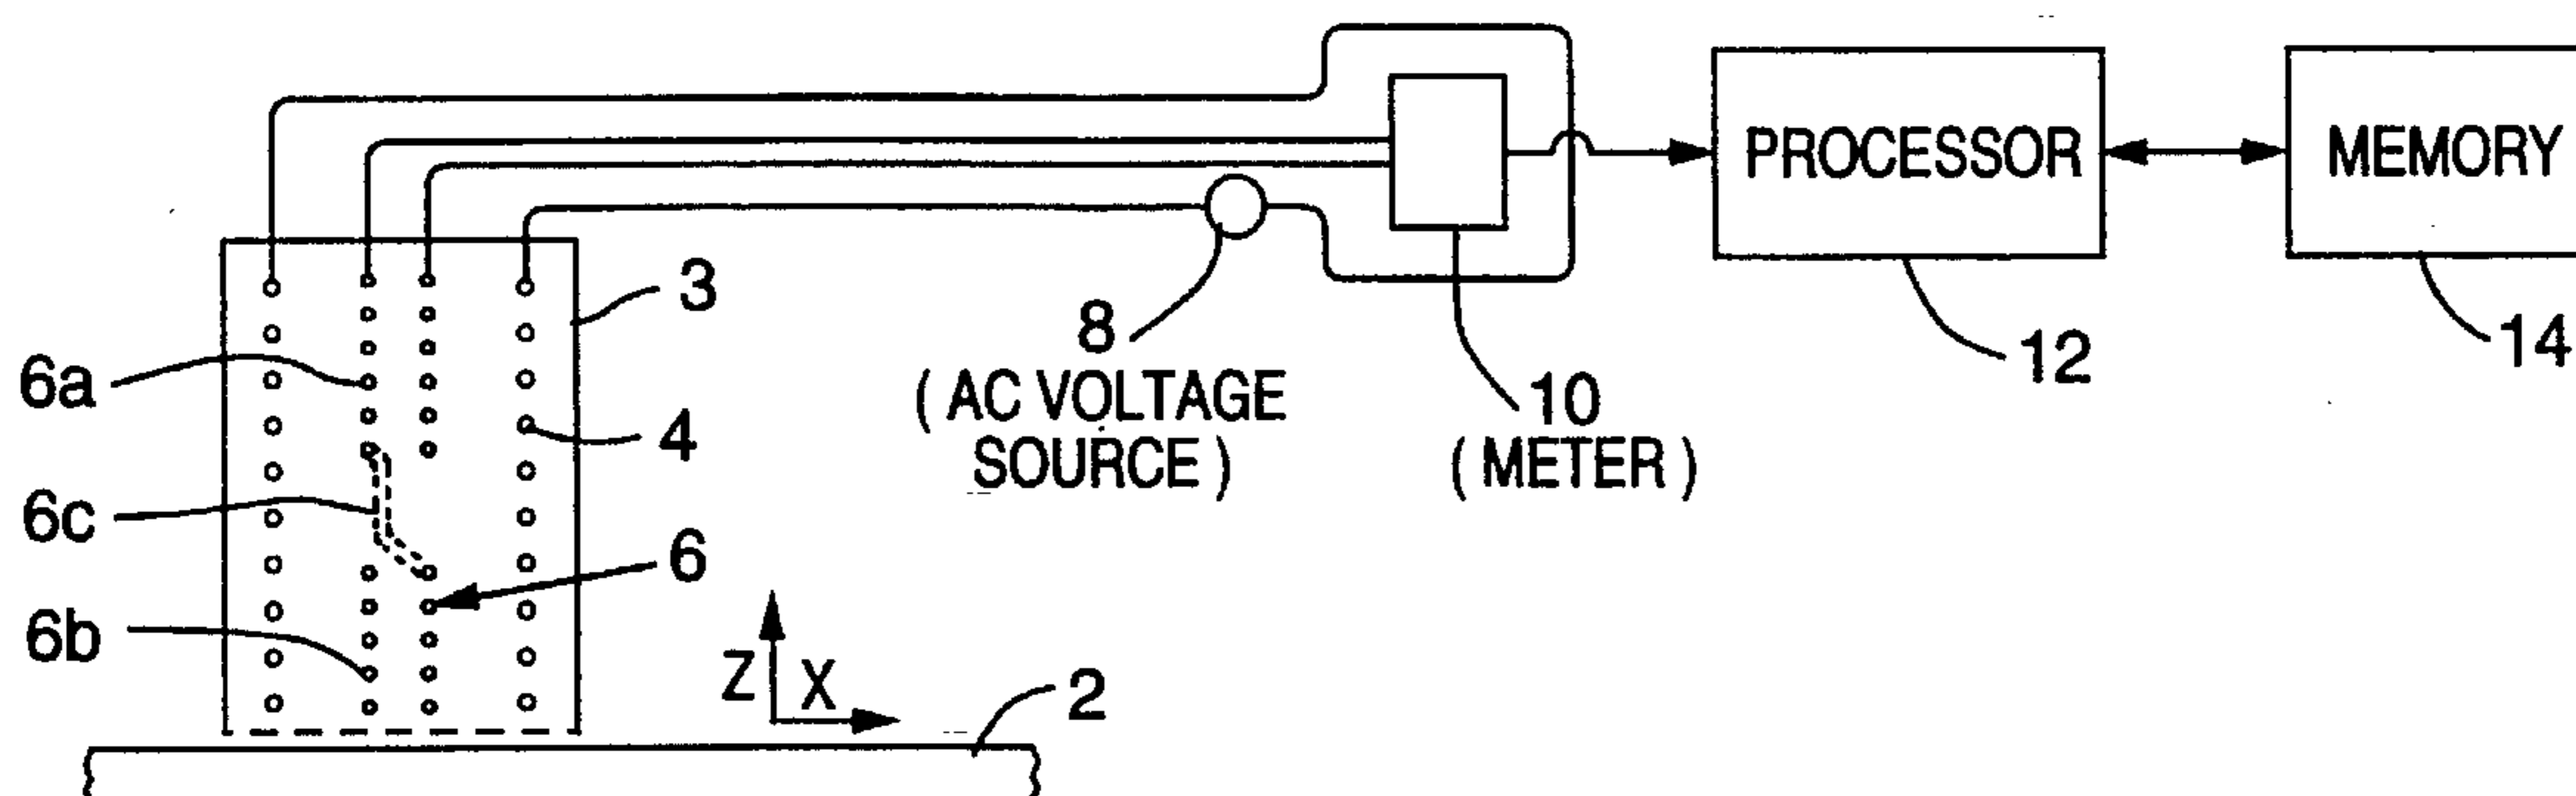 PROCESSOR
MEMORY
3
8
( AC VOLTAGE
SOURCE )
10
( METER )
12
14
6a
4
6c
6
6b
Z
X
2